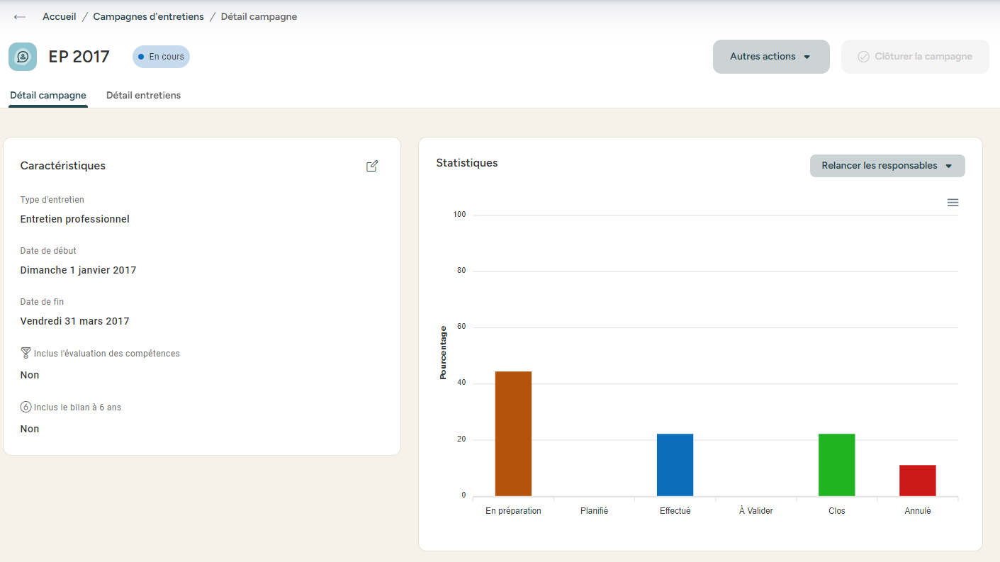 Accueil / Campagnes d'entretiens / Détail campagne
EP 2017
En cours
Autres actions
Clôturer la campagne
Détail campagne
Détail entretiens
Caractéristiques
Type d'entretien
Entretien professionnel
Date de début
Dimanche 1 janvier 2017
Date de fin
Vendredi 31 mars 2017
Inclus l'évaluation des compétences
Non
6 Inclus le bilan à 6 ans
Non
Statistiques
Relancer les responsables
Pourcentage
100
80
60
40
20
0
En préparation
Planifié
Effectué
À Valider
Clos
Annulé